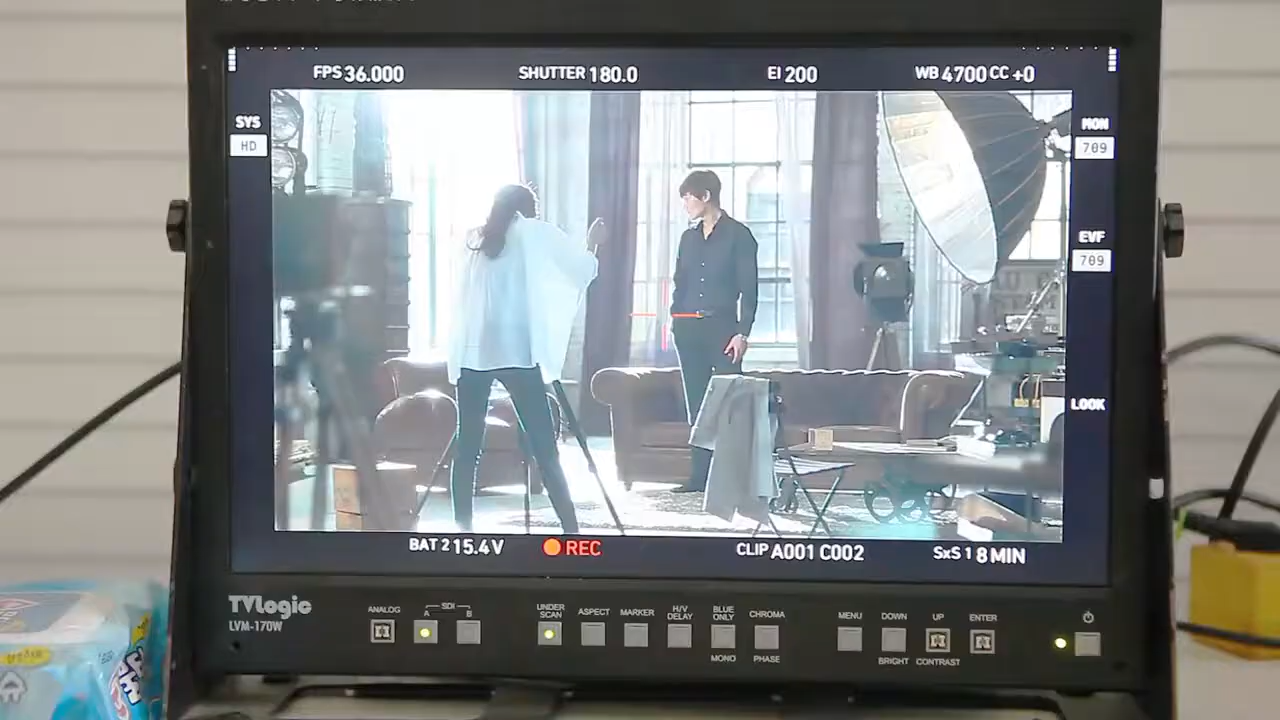 FPS 36.000 SHUTTER 180.0 EI 200 WB 4700 CC +0
SYS
HD
MON
709
EVF
709
LOOK
BAT 2 15.4 V REC CLIP A001 C002 SxS 1 8 MIN
TVLogic
LVM-170W
ANALOG
SDI
A B
UNDER SCAN
ASPECT
MARKER
H/V DELAY
BLUE ONLY
CHROMA
MENU
DOWN
UP
ENTER
MONO
PHASE
BRIGHT
CONTRAST